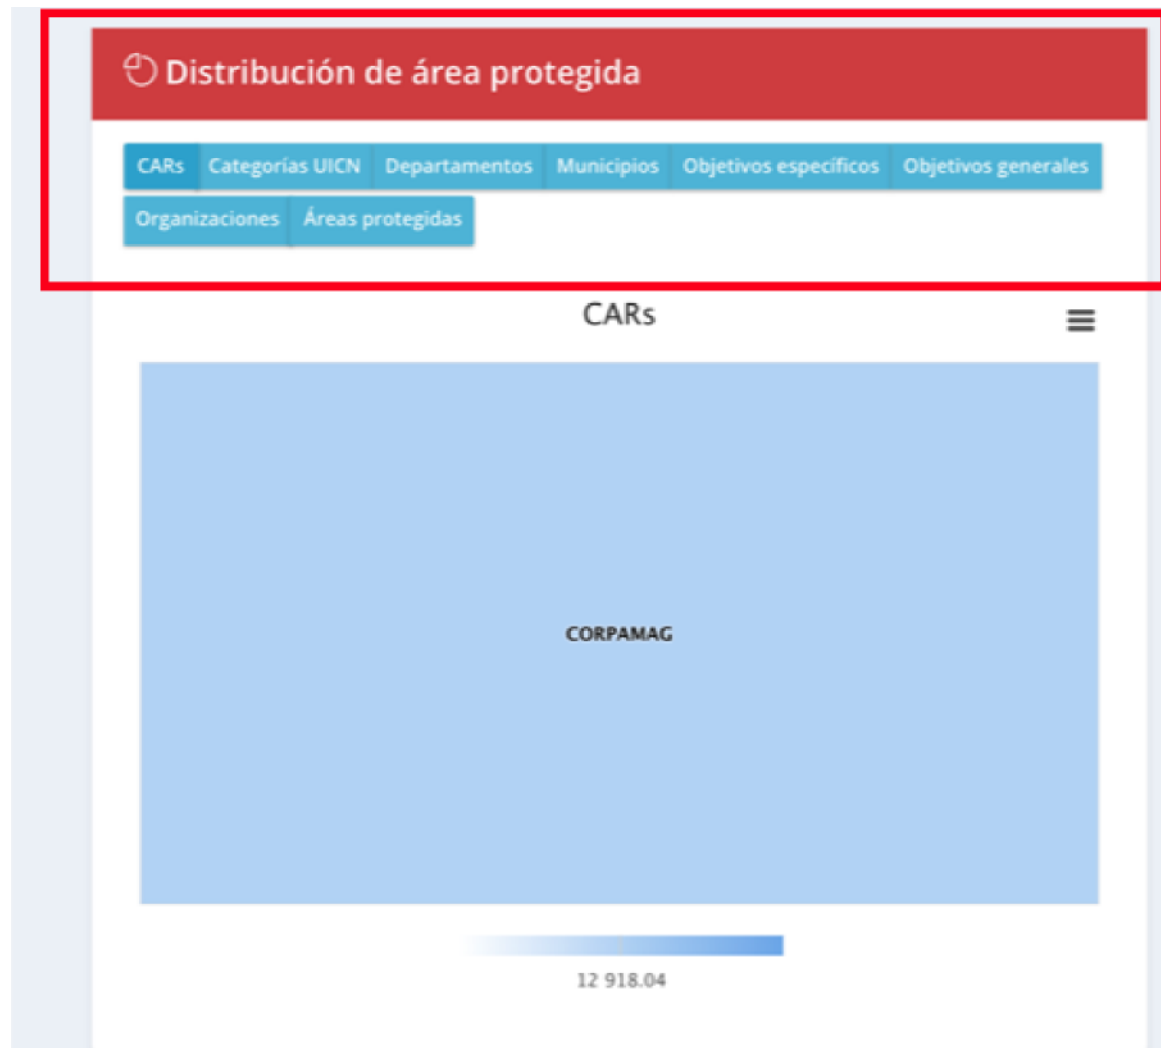 Distribución de área protegida
CARs Categorías UICN Departamentos Municipios Objetivos específicos Objetivos generales
Organizaciones Áreas protegidas
CARs
CORPAMAG
12 918.04